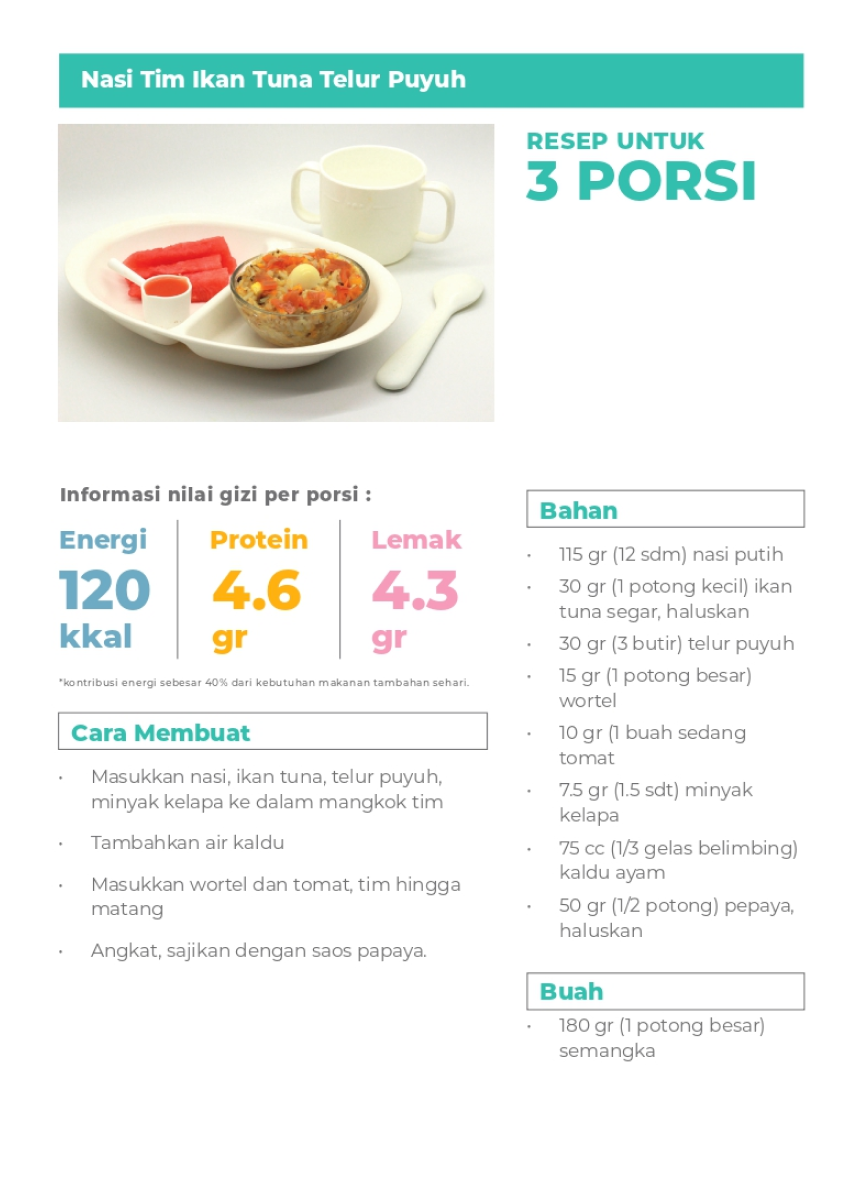 Nasi Tim Ikan Tuna Telur Puyuh
RESEP UNTUK
3 PORSI
Informasi nilai gizi per porsi :
Energi
120
kkal
Protein
4.6
gr
Lemak
4.3
gr
*kontribusi energi sebesar 40% dari kebutuhan makanan tambahan sehari.
Cara Membuat
• Masukkan nasi, ikan tuna, telur puyuh,
minyak kelapa ke dalam mangkok tim
• Tambahkan air kaldu
• Masukkan wortel dan tomat, tim hingga
matang
• Angkat, sajikan dengan saos papaya.
Bahan
• 115 gr (12 sdm) nasi putih
• 30 gr (1 potong kecil) ikan
tuna segar, haluskan
• 30 gr (3 butir) telur puyuh
• 15 gr (1 potong besar)
wortel
• 10 gr (1 buah sedang
tomat
• 7.5 gr (1.5 sdt) minyak
kelapa
• 75 cc (1/3 gelas belimbing)
kaldu ayam
• 50 gr (1/2 potong) pepaya,
haluskan
Buah
• 180 gr (1 potong besar)
semangka